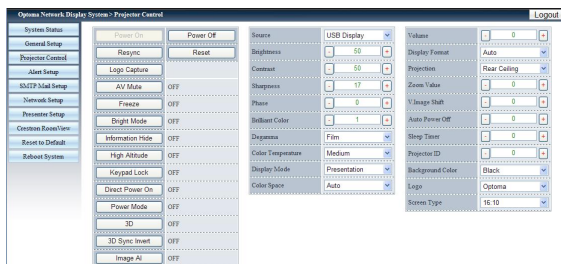 Optoma Network Display System > Projector Control
Logout
System Status
General Setup
Projector Control
Alert Setup
SMTP Mail Setup
Network Setup
Presenter Setup
Crestron RoomView
Reset to Default
Reboot System
Power On Power Off
Resync Reset
Logo Capture
AV Mute OFF
Freeze OFF
Bright Mode OFF
Information Hide OFF
High Altitude OFF
Keypad Lock OFF
Direct Power On OFF
Power Mode OFF
3D OFF
3D Sync Invert OFF
Image AI OFF
Source USB Display
Brightness - 50 +
Contrast - 50 +
Sharpness - 17 +
Phase - 0 +
Brilliant Color - 1 +
Degamma Film
Color Temperature Medium
Display Mode Presentation
Color Space Auto
Volume - 0 +
Display Format Auto
Projection Rear Ceiling
Zoom Value - 0 +
V.Image Shift - 0 +
Auto Power Off - 0 +
Sleep Timer - 0 +
Projector ID - 0 +
Background Color Black
Logo Optoma
Screen Type 16:10